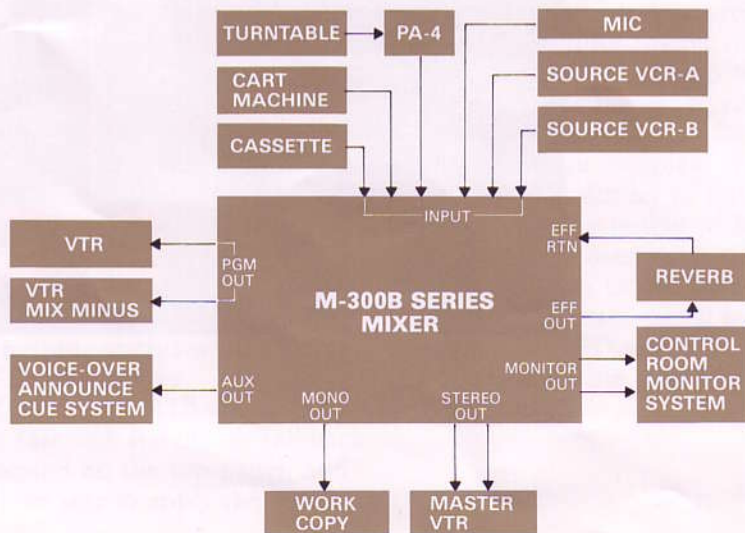 TURNTABLE
PA-4
MIC
CART
MACHINE
SOURCE VCR-A
CASSETTE
SOURCE VCR-B
INPUT
VTR
PGM
OUT
VTR
MIX MINUS
M-300B SERIES
MIXER
EFF
RTN
REVERB
EFF
OUT
VOICE-OVER
ANNOUNCE
CUE SYSTEM
AUX
OUT
MONO
OUT
STEREO
OUT
MONITOR
OUT
CONTROL
ROOM
MONITOR
SYSTEM
WORK
COPY
MASTER
VTR